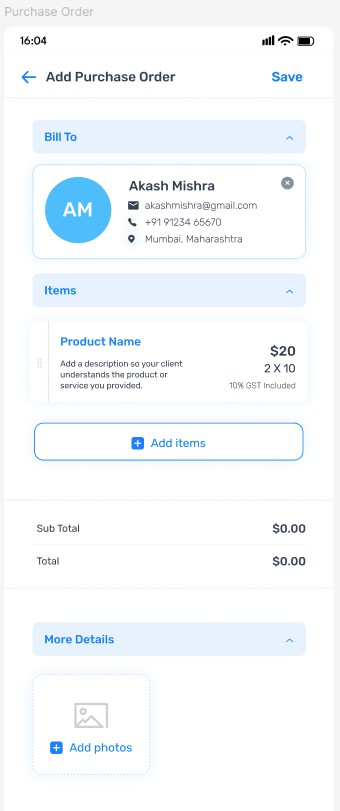 Purchase Order
16:04
Add Purchase Order
Save
Bill To
AM
Akash Mishra
akashmishra@gmail.com
+91 91234 65670
Mumbai, Maharashtra
Items
Product Name
$20
Add a description so your client
understands the product or
service you provided.
2 X 10
10% GST Included
Add items
Sub Total
$0.00
Total
$0.00
More Details
Add photos